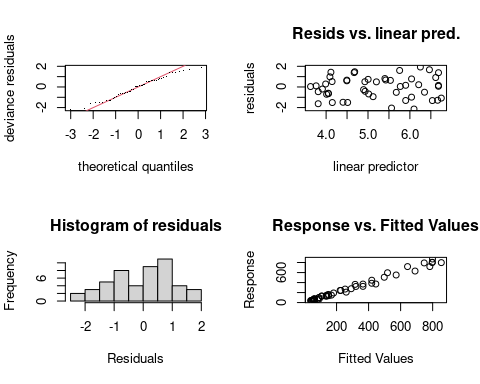 deviance residuals
2
0
-2
-3 -2 -1 0 1 2 3
theoretical quantiles
Resids vs. linear pred.
residuals
2
0
-2
4.0 5.0 6.0
linear predictor
Histogram of residuals
Frequency
6
0
-2 -1 0 1 2
Residuals
Response vs. Fitted Values
Response
600
0
200 400 600 800
Fitted Values